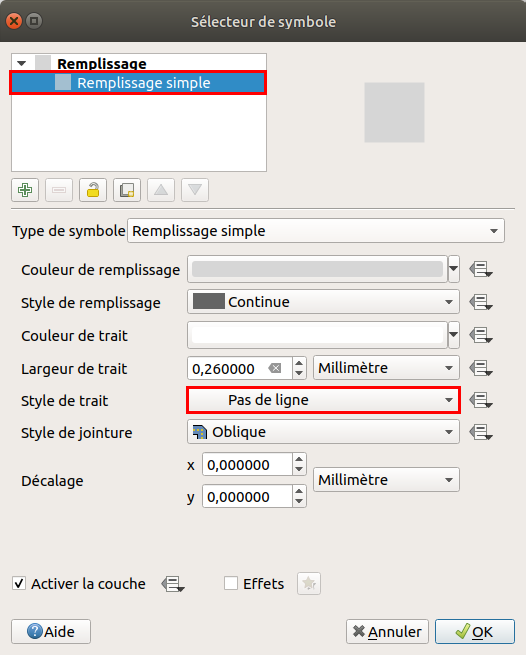 Sélecteur de symbole
Remplissage
Remplissage simple
Type de symbole Remplissage simple
Couleur de remplissage
Style de remplissage Continue
Couleur de trait
Largeur de trait 0,260000 Millimètre
Style de trait Pas de ligne
Style de jointure Oblique
Décalage x 0,000000 Millimètre
y 0,000000
Activer la couche Effets
Aide Annuler OK